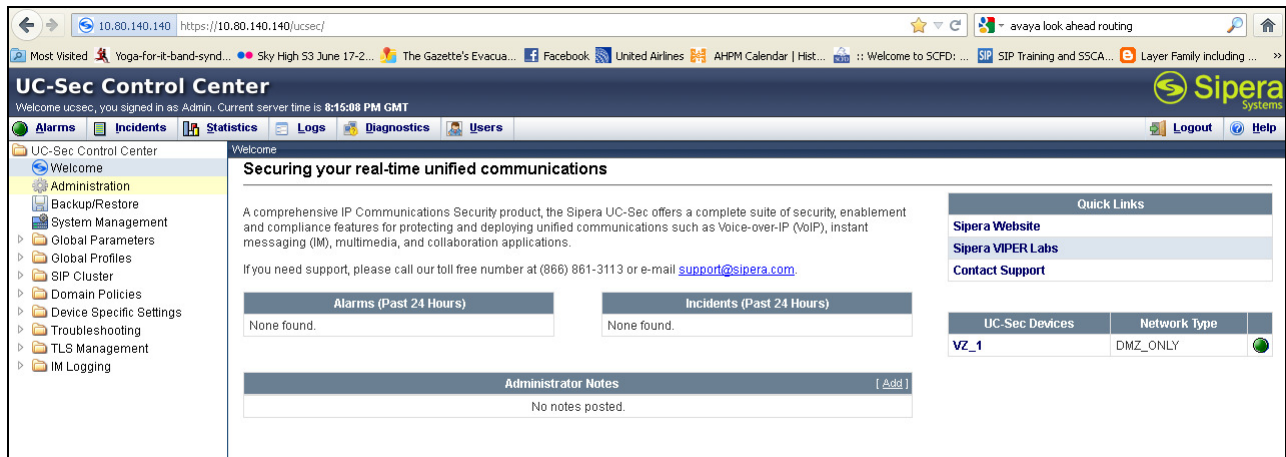 10.80.140.140 https://10.80.140.140/ucsec/ avaya look ahead routing
Most Visited Yoga-for-it-band-synd... Sky High S3 June 17-2... The Gazette's Evacua... Facebook United Airlines AHPM Calendar | Hist... :: Welcome to SCFD: ... SIP SIP Training and SSCA... Layer Family including ... »
UC-Sec Control Center
Welcome ucsec, you signed in as Admin. Current server time is 8:15:08 PM GMT
Sipera
Systems
Alarms Incidents Statistics Logs Diagnostics Users Logout Help
UC-Sec Control Center
Welcome
Administration
Backup/Restore
System Management
Global Parameters
Global Profiles
SIP Cluster
Domain Policies
Device Specific Settings
Troubleshooting
TLS Management
IM Logging
Welcome
Securing your real-time unified communications
A comprehensive IP Communications Security product, the Sipera UC-Sec offers a complete suite of security, enablement
and compliance features for protecting and deploying unified communications such as Voice-over-IP (VoIP), instant
messaging (IM), multimedia, and collaboration applications.
If you need support, please call our toll free number at (866) 861-3113 or e-mail support@sipera.com.
Alarms (Past 24 Hours)
None found.
Incidents (Past 24 Hours)
None found.
Administrator Notes [ Add ]
No notes posted.
Quick Links
Sipera Website
Sipera VIPER Labs
Contact Support
UC-Sec Devices Network Type
VZ_1 DMZ_ONLY